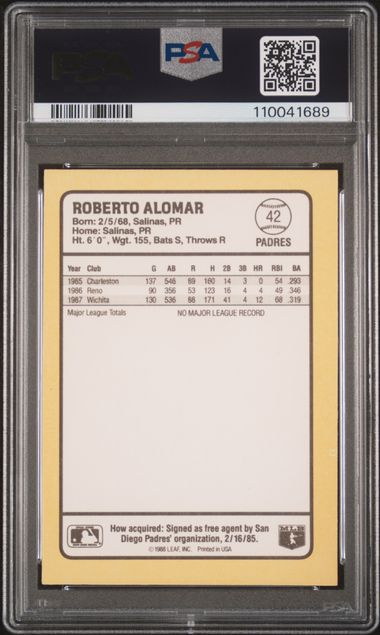 PSA
PSA
110041689
ROBERTO ALOMAR
Born: 2/5/68, Salinas, PR
Home: Salinas, PR
Ht. 6´0˝, Wgt. 155, Bats S, Throws R
42
PADRES
Year Club G AB R H 2B 3B HR RBI BA
1985 Charleston 137 546 89 160 14 3 0 54 .293
1986 Reno 90 356 53 123 16 4 4 49 .346
1987 Wichita 130 536 88 171 41 4 12 68 .319
Major League Totals NO MAJOR LEAGUE RECORD
How acquired: Signed as free agent by San
Diego Padres' organization, 2/16/85.
© 1988 LEAF, INC. Printed in USA
MLB
PSA